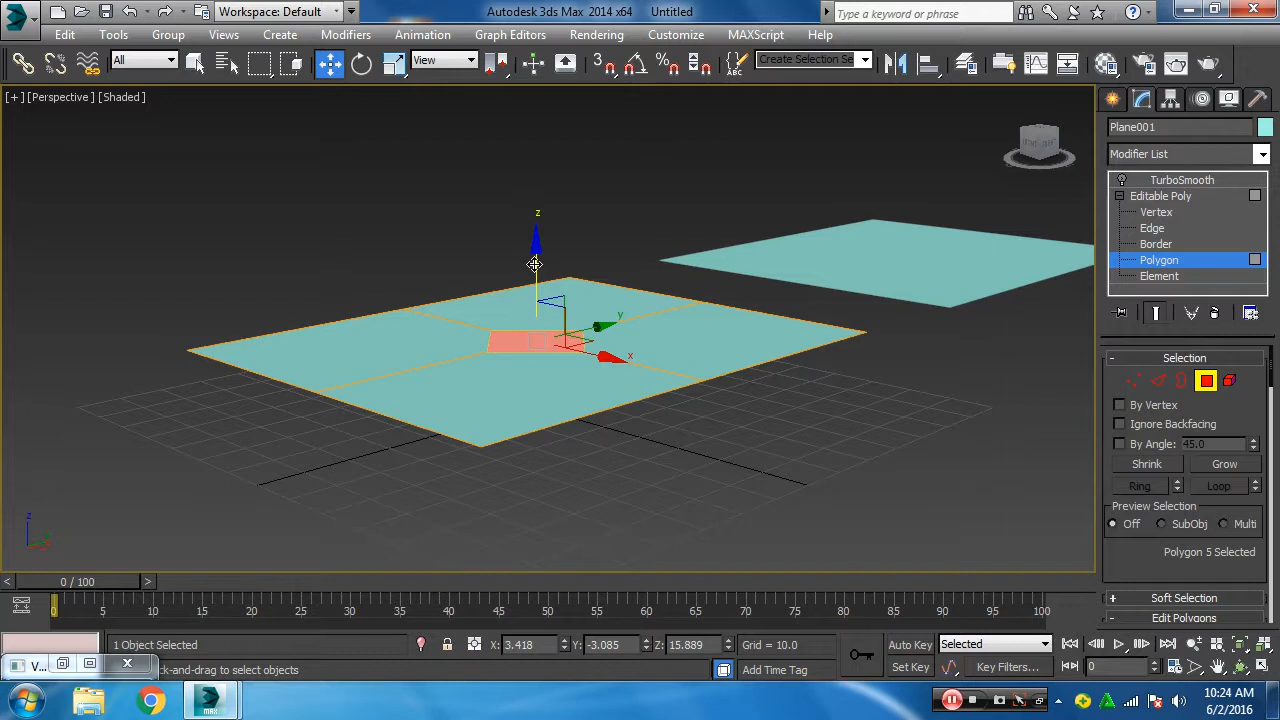 Workspace: Default
Autodesk 3ds Max 2014 x64 Untitled
Type a keyword or phrase
Edit Tools Group Views Create Modifiers Animation Graph Editors Rendering Customize MAXScript Help
All
View
Create Selection Se
[+] [Perspective] [Shaded]
Plane001
Modifier List
TurboSmooth
Editable Poly
Vertex
Edge
Border
Polygon
Element
z
y
x
z
- Selection
By Vertex
Ignore Backfacing
By Angle: 45.0
Shrink Grow
Ring Loop
Preview Selection
Off SubObj Multi
Polygon 5 Selected
+ Soft Selection
- Edit Polygons
< 0 / 100 >
0 5 10 15 20 25 30 35 40 45 50 55 60 65 70 75 80 85 90 95 100
1 Object Selected
X: 3.418 Y: -3.085 Z: 15.889 Grid = 10.0
Auto Key Selected
V...
k-and-drag to select objects
Add Time Tag
Set Key Key Filters... 0
MAX
10:24 AM
6/2/2016